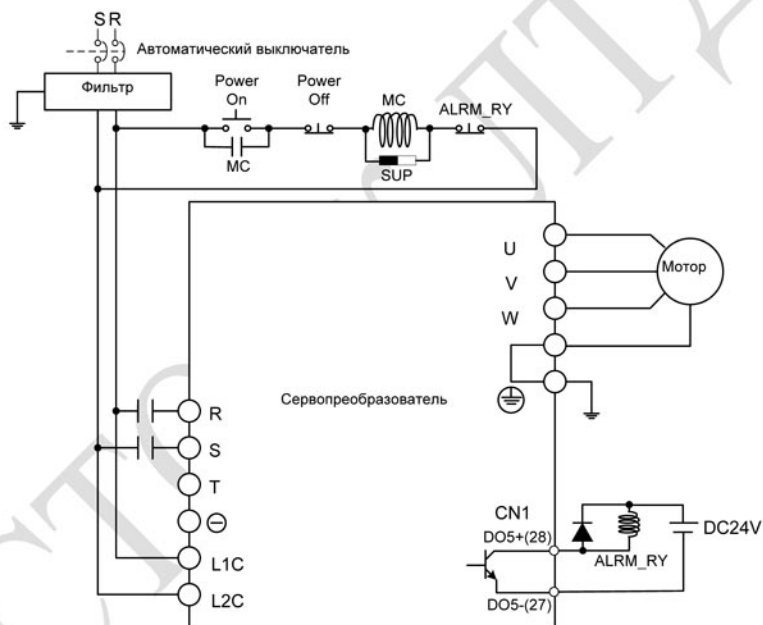 S R
Автоматический выключатель
Фильтр
Power
On
Power
Off
MC
ALRM_RY
MC
SUP
U
V
W
Мотор
Сервопреобразователь
R
S
T
L1C
L2C
CN1
DO5+(28)
DO5-(27)
ALRM_RY
DC24V